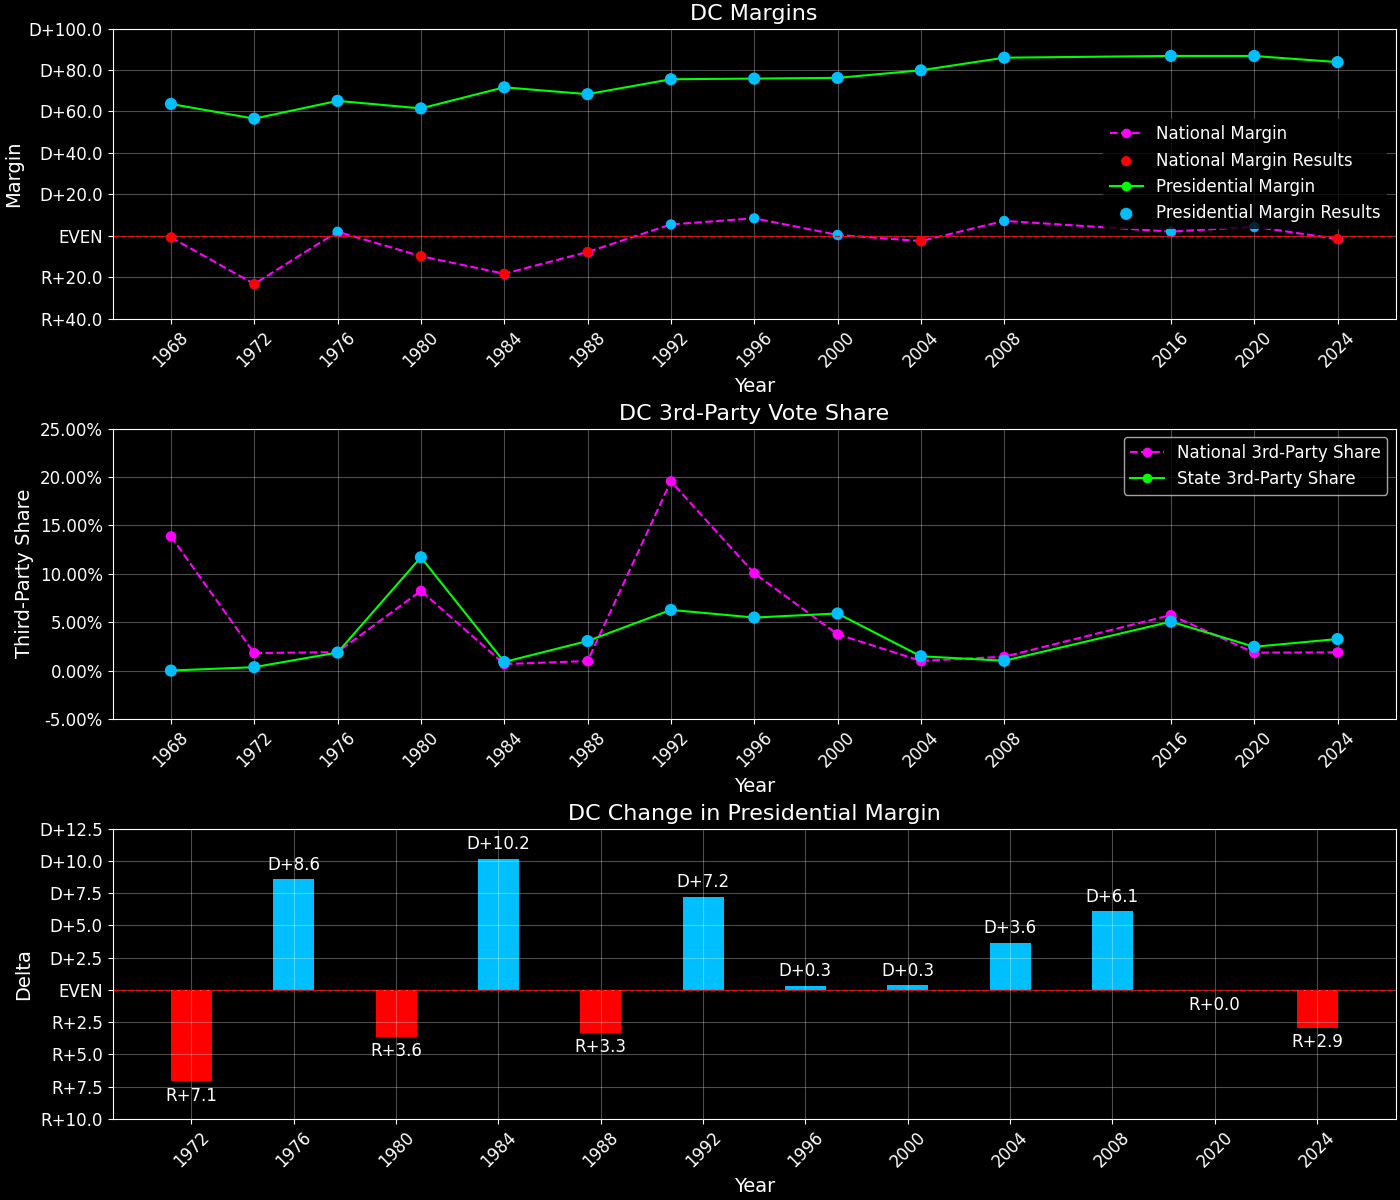 DC Margins
D+100.0
D+80.0
D+60.0
D+40.0
D+20.0
EVEN
R+20.0
R+40.0
Margin
National Margin
National Margin Results
Presidential Margin
Presidential Margin Results
1968 1972 1976 1980 1984 1988 1992 1996 2000 2004 2008 2016 2020 2024
Year
DC 3rd-Party Vote Share
25.00%
20.00%
15.00%
10.00%
5.00%
0.00%
-5.00%
Third-Party Share
National 3rd-Party Share
State 3rd-Party Share
1968 1972 1976 1980 1984 1988 1992 1996 2000 2004 2008 2016 2020 2024
Year
DC Change in Presidential Margin
D+12.5
D+10.0
D+7.5
D+5.0
D+2.5
EVEN
R+2.5
R+5.0
R+7.5
R+10.0
Delta
R+7.1
D+8.6
R+3.6
D+10.2
R+3.3
D+7.2
D+0.3
D+0.3
D+3.6
D+6.1
R+0.0
R+2.9
1972 1976 1980 1984 1988 1992 1996 2000 2004 2008 2020 2024
Year